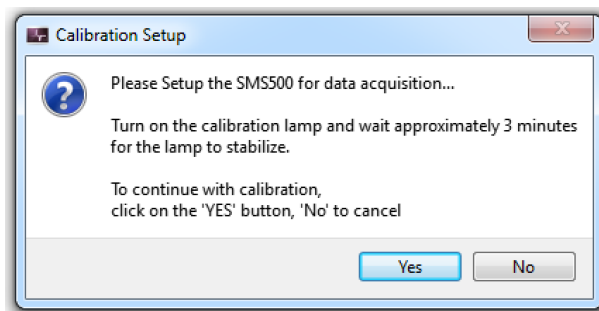 Calibration Setup
Please Setup the SMS500 for data acquisition...
Turn on the calibration lamp and wait approximately 3 minutes
for the lamp to stabilize.
To continue with calibration,
click on the 'YES' button, 'No' to cancel
Yes No